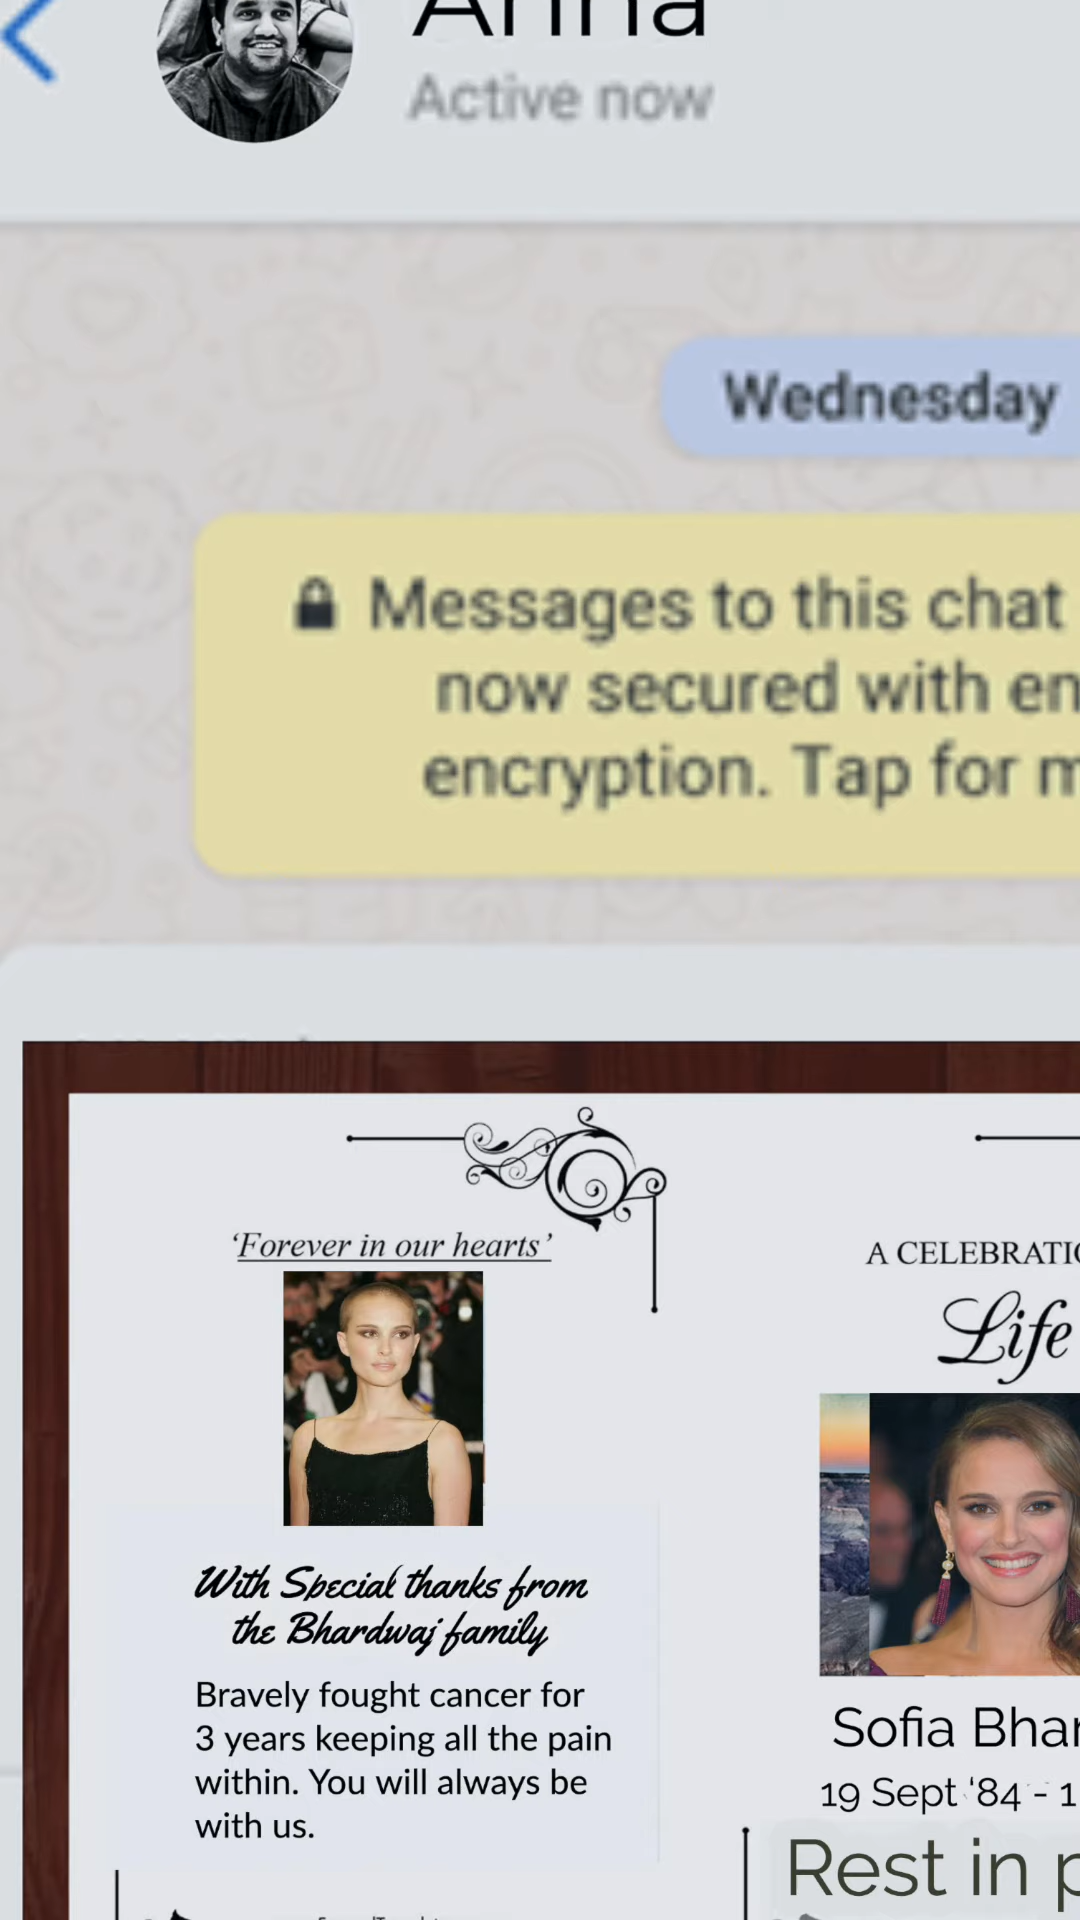 Anna
Active now
Wednesday
Messages to this chat
now secured with en
encryption. Tap for m
‘Forever in our hearts’
With Special thanks from
the Bhardwaj family
Bravely fought cancer for
3 years keeping all the pain
within. You will always be
with us.
A CELEBRATIO
Life
Sofia Bhar
19 Sept ‘84 - 1
Rest in p